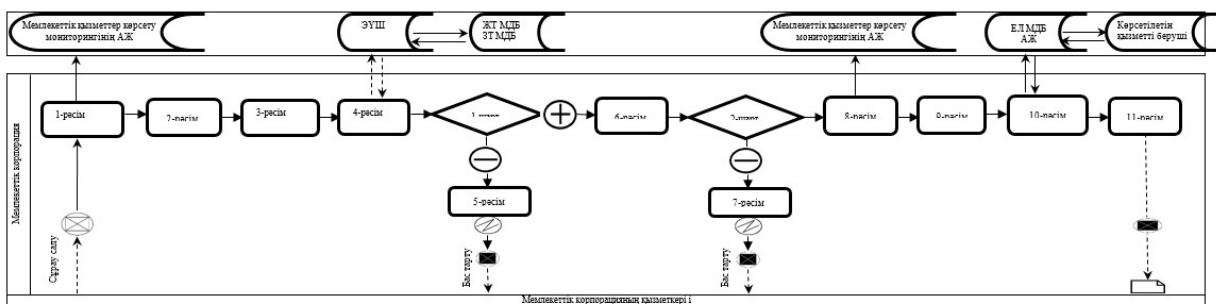 Мемлекеттік қызметтер көрсету
мониторингінің АЖ
ЭҮШ
ЖТ МДБ
ЗТ МДБ
Мемлекеттік қызметтер көрсету
мониторингінің АЖ
ЕЛ МДБ
АЖ
Көрсетілетін
қызметті беруші
Мемлекеттік корпорация
1-рәсім
2-рәсім
3-рәсім
4-рәсім
6-рәсім
8-рәсім
9-рәсім
10-рәсім
11-рәсім
5-рәсім
7-рәсім
Сұрау салу
Бас тарту
Бас тарту
Мемлекеттік корпорацияның қызметкері і